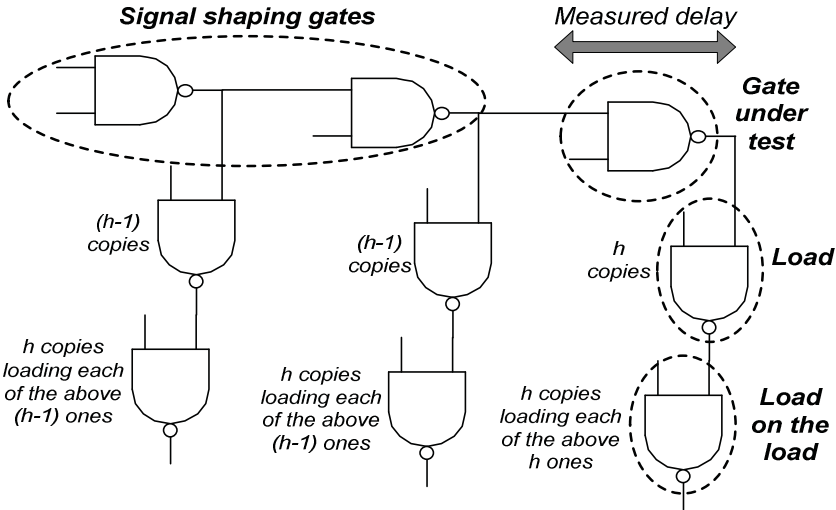 Signal shaping gates
Measured delay
Gate
under
test
(h-1)
copies
(h-1)
copies
h
copies
Load
h copies
loading each
of the above
(h-1) ones
h copies
loading each
of the above
(h-1) ones
h copies
loading each
of the above
h ones
Load
on the
load